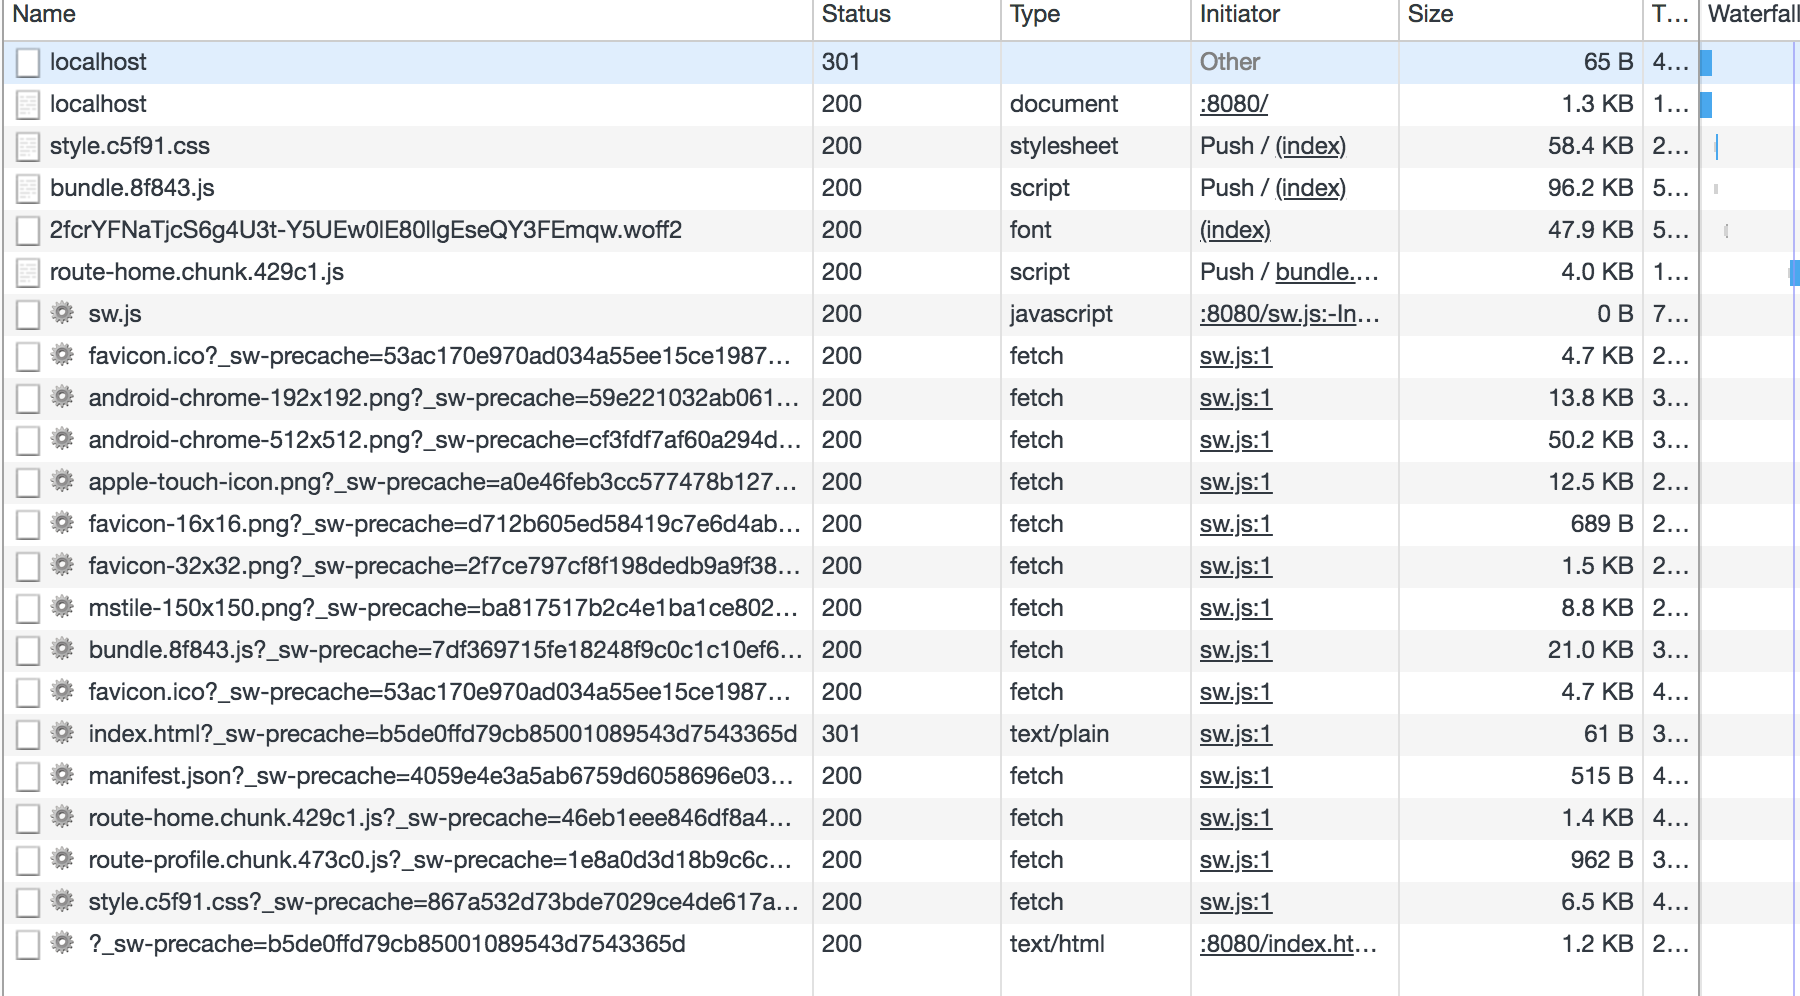 Name Status Type Initiator Size T... Waterfall
localhost 301 Other 65 B 4...
localhost 200 document :8080/ 1.3 KB 1...
style.c5f91.css 200 stylesheet Push / (index) 58.4 KB 2...
bundle.8f843.js 200 script Push / (index) 96.2 KB 5...
2fcrYFNaTjcS6g4U3t-Y5UEw0lE80llgEseQY3FEmqw.woff2 200 font (index) 47.9 KB 5...
route-home.chunk.429c1.js 200 script Push / bundle.... 4.0 KB 1...
sw.js 200 javascript :8080/sw.js:-In... 0 B 7...
favicon.ico?_sw-precache=53ac170e970ad034a55ee15ce1987... 200 fetch sw.js:1 4.7 KB 2...
android-chrome-192x192.png?_sw-precache=59e221032ab061... 200 fetch sw.js:1 13.8 KB 3...
android-chrome-512x512.png?_sw-precache=cf3fdf7af60a294d... 200 fetch sw.js:1 50.2 KB 3...
apple-touch-icon.png?_sw-precache=a0e46feb3cc577478b127... 200 fetch sw.js:1 12.5 KB 2...
favicon-16x16.png?_sw-precache=d712b605ed58419c7e6d4ab... 200 fetch sw.js:1 689 B 2...
favicon-32x32.png?_sw-precache=2f7ce797cf8f198dedb9a9f38... 200 fetch sw.js:1 1.5 KB 2...
mstile-150x150.png?_sw-precache=ba817517b2c4e1ba1ce802... 200 fetch sw.js:1 8.8 KB 2...
bundle.8f843.js?_sw-precache=7df369715fe18248f9c0c1c10ef6... 200 fetch sw.js:1 21.0 KB 3...
favicon.ico?_sw-precache=53ac170e970ad034a55ee15ce1987... 200 fetch sw.js:1 4.7 KB 4...
index.html?_sw-precache=b5de0ffd79cb85001089543d7543365d 301 text/plain sw.js:1 61 B 3...
manifest.json?_sw-precache=4059e4e3a5ab6759d6058696e03... 200 fetch sw.js:1 515 B 4...
route-home.chunk.429c1.js?_sw-precache=46eb1eee846df8a4... 200 fetch sw.js:1 1.4 KB 4...
route-profile.chunk.473c0.js?_sw-precache=1e8a0d3d18b9c6c... 200 fetch sw.js:1 962 B 3...
style.c5f91.css?_sw-precache=867a532d73bde7029ce4de617a... 200 fetch sw.js:1 6.5 KB 4...
?_sw-precache=b5de0ffd79cb85001089543d7543365d 200 text/html :8080/index.ht... 1.2 KB 2...